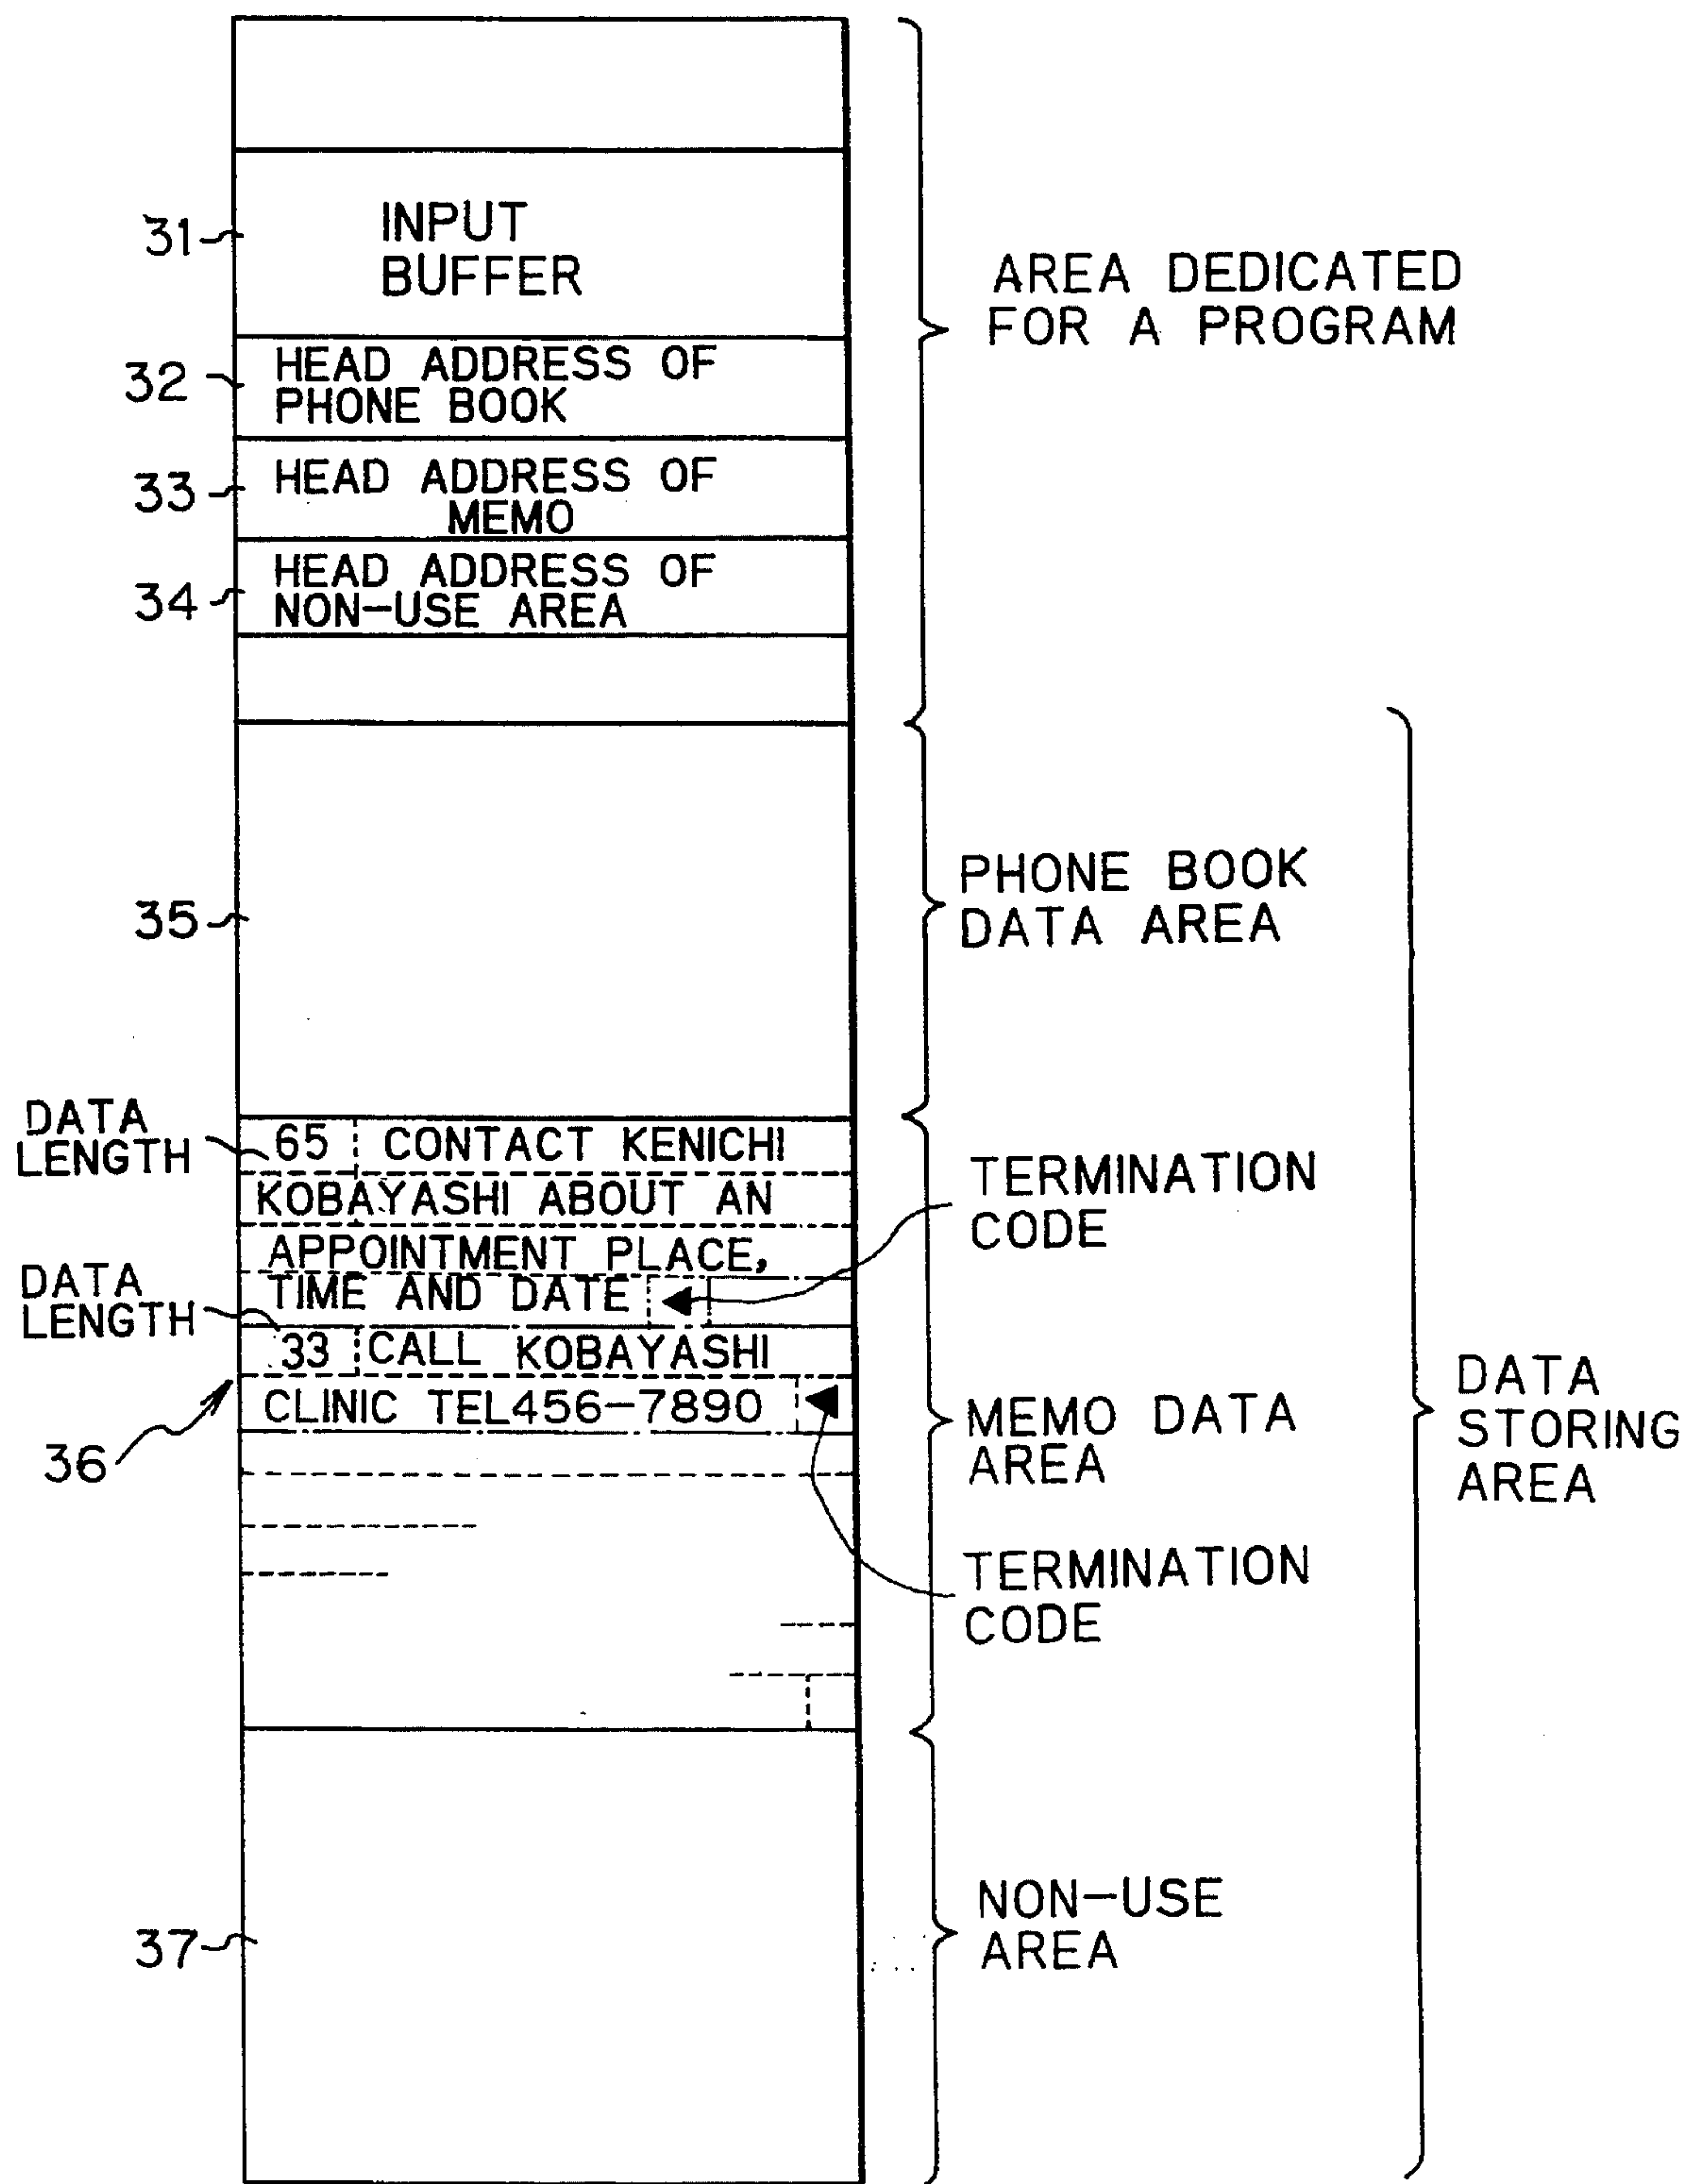 31
INPUT
BUFFER
AREA DEDICATED
FOR A PROGRAM
32
HEAD ADDRESS OF
PHONE BOOK
33
HEAD ADDRESS OF
MEMO
34
HEAD ADDRESS OF
NON-USE AREA
35
PHONE BOOK
DATA AREA
DATA
LENGTH
65 CONTACT KENICHI
KOBAYASHI ABOUT AN
APPOINTMENT PLACE,
TIME AND DATE ◀
TERMINATION
CODE
DATA
LENGTH
33 CALL KOBAYASHI
CLINIC TEL456-7890 ◀
36
MEMO DATA
AREA
DATA
STORING
AREA
TERMINATION
CODE
37
NON-USE
AREA